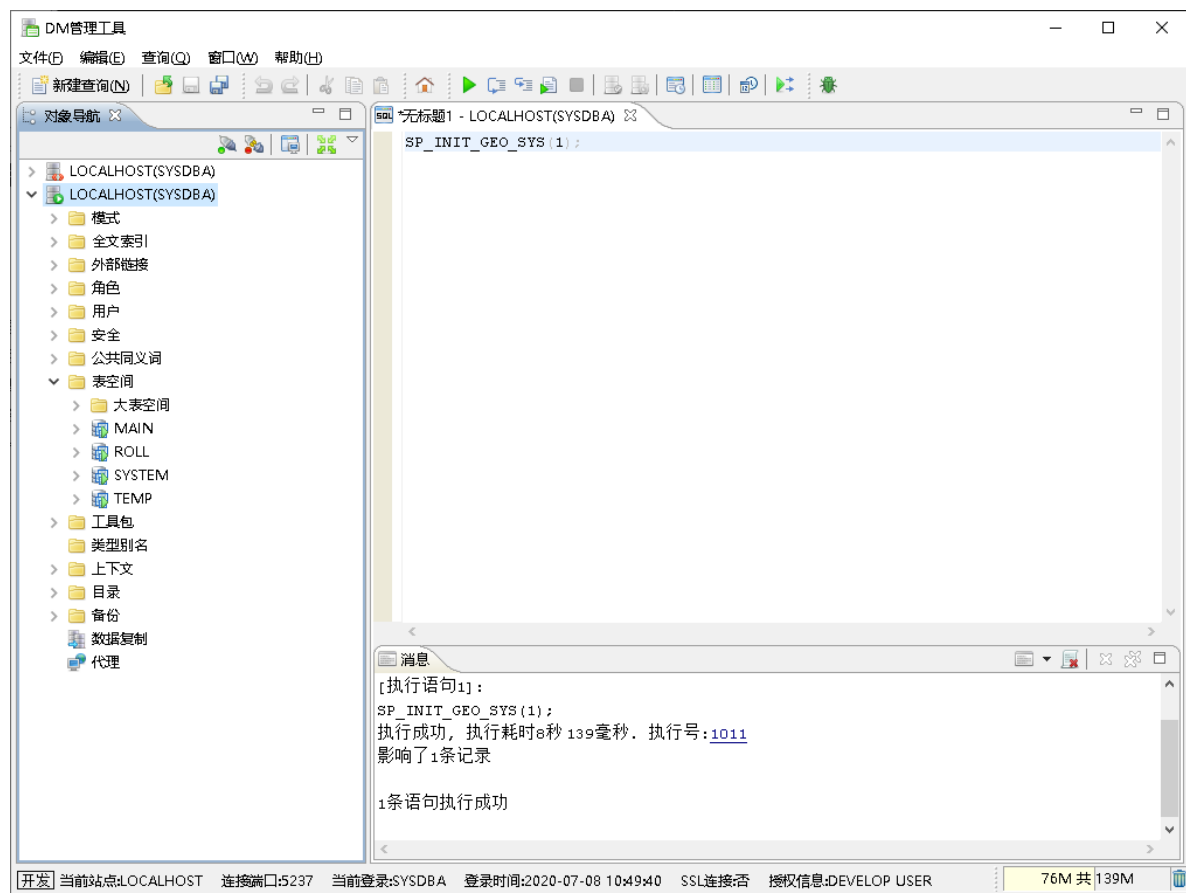 DM管理工具
文件(F) 编辑(E) 查询(Q) 窗口(W) 帮助(H)
新建查询(N)
对象导航
LOCALHOST(SYSDBA)
LOCALHOST(SYSDBA)
模式
全文索引
外部链接
角色
用户
安全
公共同义词
表空间
大表空间
MAIN
ROLL
SYSTEM
TEMP
工具包
类型别名
上下文
目录
备份
数据复制
代理
SQL *无标题1 - LOCALHOST(SYSDBA)
SP_INIT_GEO_SYS(1);
消息
[执行语句1]:
SP_INIT_GEO_SYS(1);
执行成功, 执行耗时8秒 139毫秒. 执行号:1011
影响了1条记录
1条语句执行成功
开发 当前站点:LOCALHOST 连接端口:5237 当前登录:SYSDBA 登录时间:2020-07-08 10:49:40 SSL连接:否 授权信息:DEVELOP USER 76M 共 139M